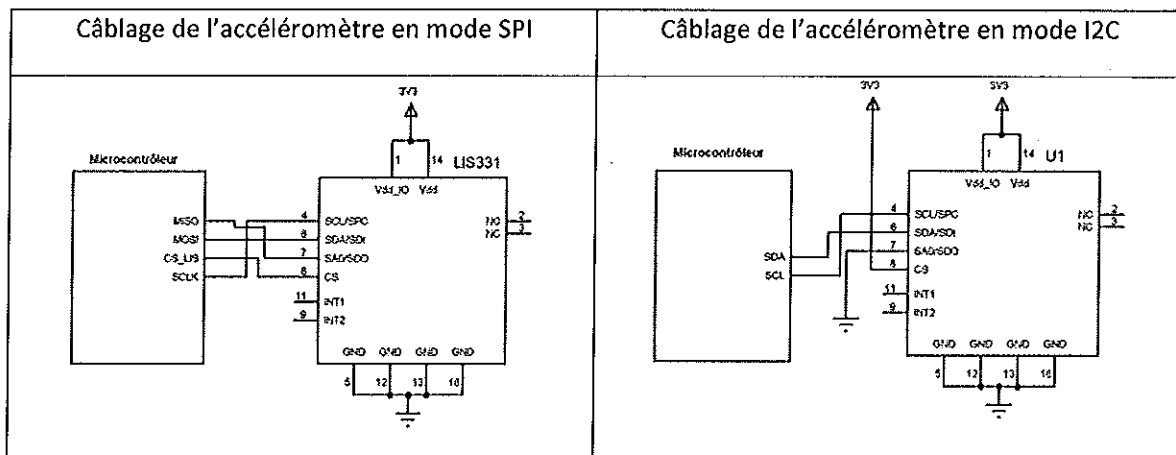 Câblage de l'accéléromètre en mode SPI
3V3
Microcontrôleur
1
14
LIS331
Vdd_IO
Vdd
MISO
MOSI
CS_LIS
SCLK
4
6
7
8
SCL/SPC
SDA/SDI
SAD/SDO
CS
NC
2
NC
3
11
INT1
9
INT2
GND
GND
GND
GND
5
12
13
16
Câblage de l'accéléromètre en mode I2C
3V3
3V3
Microcontrôleur
1
14
U1
Vdd_IO
Vdd
4
SCL/SPC
6
SDA/SDI
7
SAD/SDO
8
CS
SDA
SCL
NC
2
NC
3
11
INT1
9
INT2
GND
GND
GND
GND
5
12
13
16